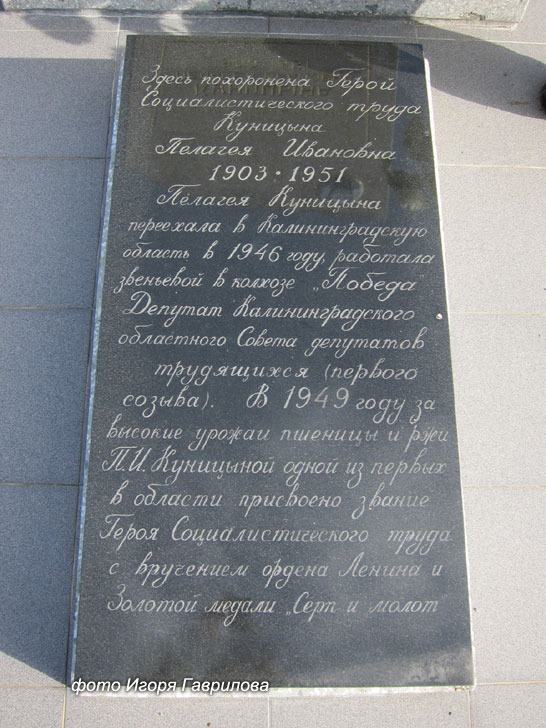 Здесь похоронена Герой
Социалистического труда
Куницына
Пелагея Ивановна
1903 • 1951
Пелагея Куницына
переехала в Калининградскую
область в 1946 году, работала
звеньевой в колхозе „Победа"
Депутат Калининградского
областного Совета депутатов
трудящихся (первого
созыва). В 1949 году за
высокие урожаи пшеницы и ржи
П.И. Куницыной одной из первых
в области присвоено звание
Героя Социалистического труда
с вручением ордена Ленина и
Золотой медали „Серп и молот"
фото Игоря Гаврилова